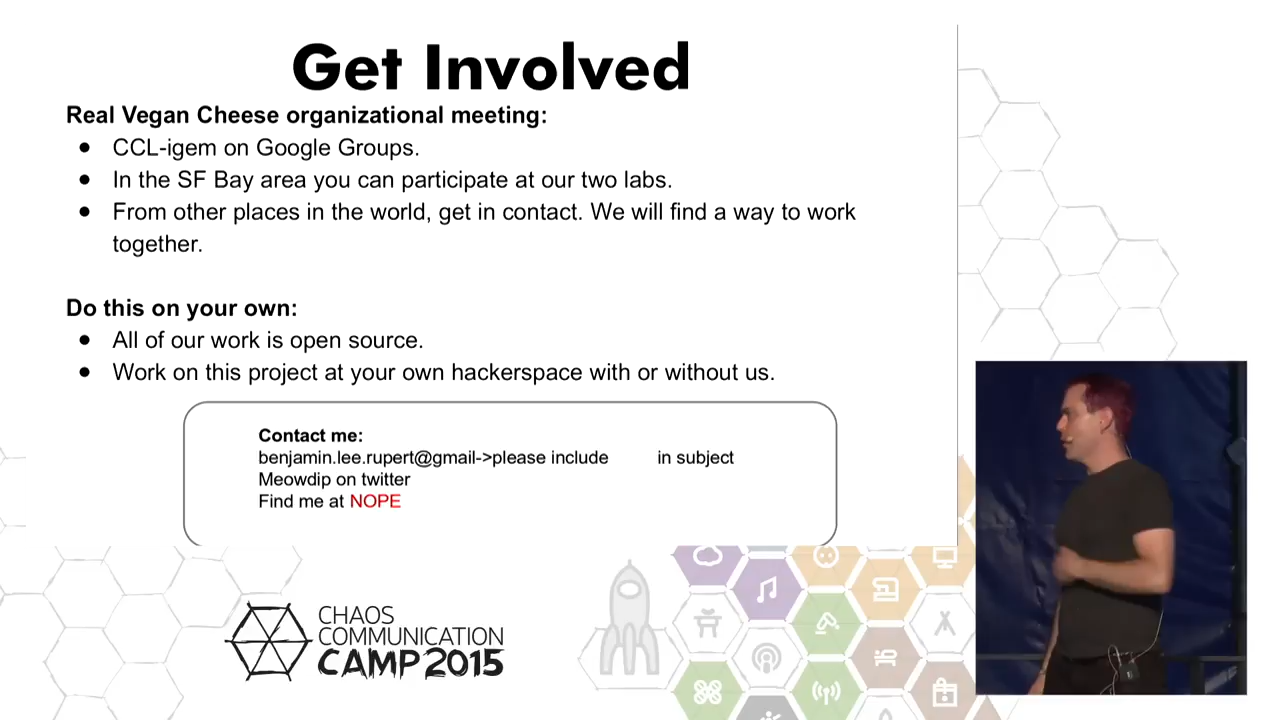 Get Involved
Real Vegan Cheese organizational meeting:
● CCL-igem on Google Groups.
● In the SF Bay area you can participate at our two labs.
● From other places in the world, get in contact. We will find a way to work
together.
Do this on your own:
● All of our work is open source.
● Work on this project at your own hackerspace with or without us.
Contact me:
benjamin.lee.rupert@gmail->please include in subject
Meowdip on twitter
Find me at NOPE
CHAOS
COMMUNICATION
CAMP 2015